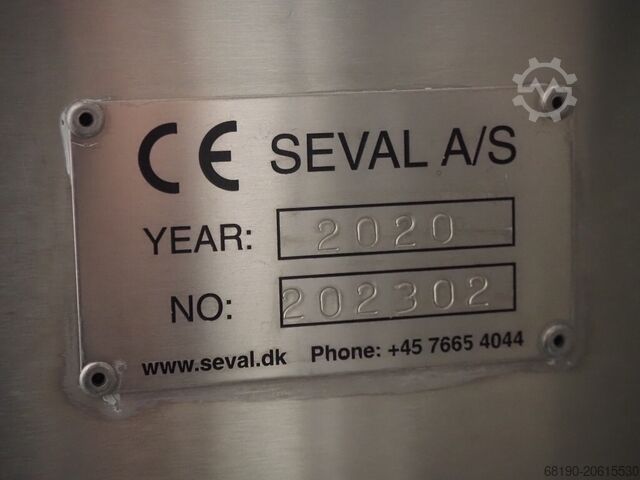 CE SEVAL A/S
YEAR: 2020
NO: 202302
www.seval.dk Phone: +45 7665 4044
68190-20615530